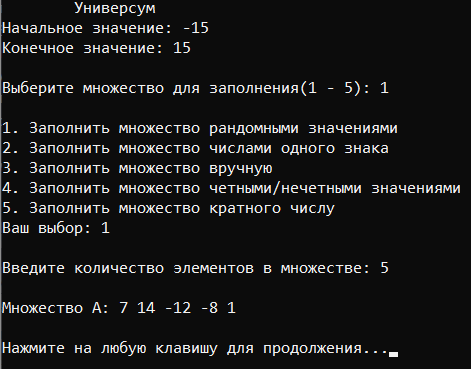 Универсум
Начальное значение: -15
Конечное значение: 15
Выберите множество для заполнения(1 - 5): 1
1. Заполнить множество рандомными значениями
2. Заполнить множество числами одного знака
3. Заполнить множество вручную
4. Заполнить множество четными/нечетными значениями
5. Заполнить множество кратного числу
Ваш выбор: 1
Введите количество элементов в множестве: 5
Множество A: 7 14 -12 -8 1
Нажмите на любую клавишу для продолжения...